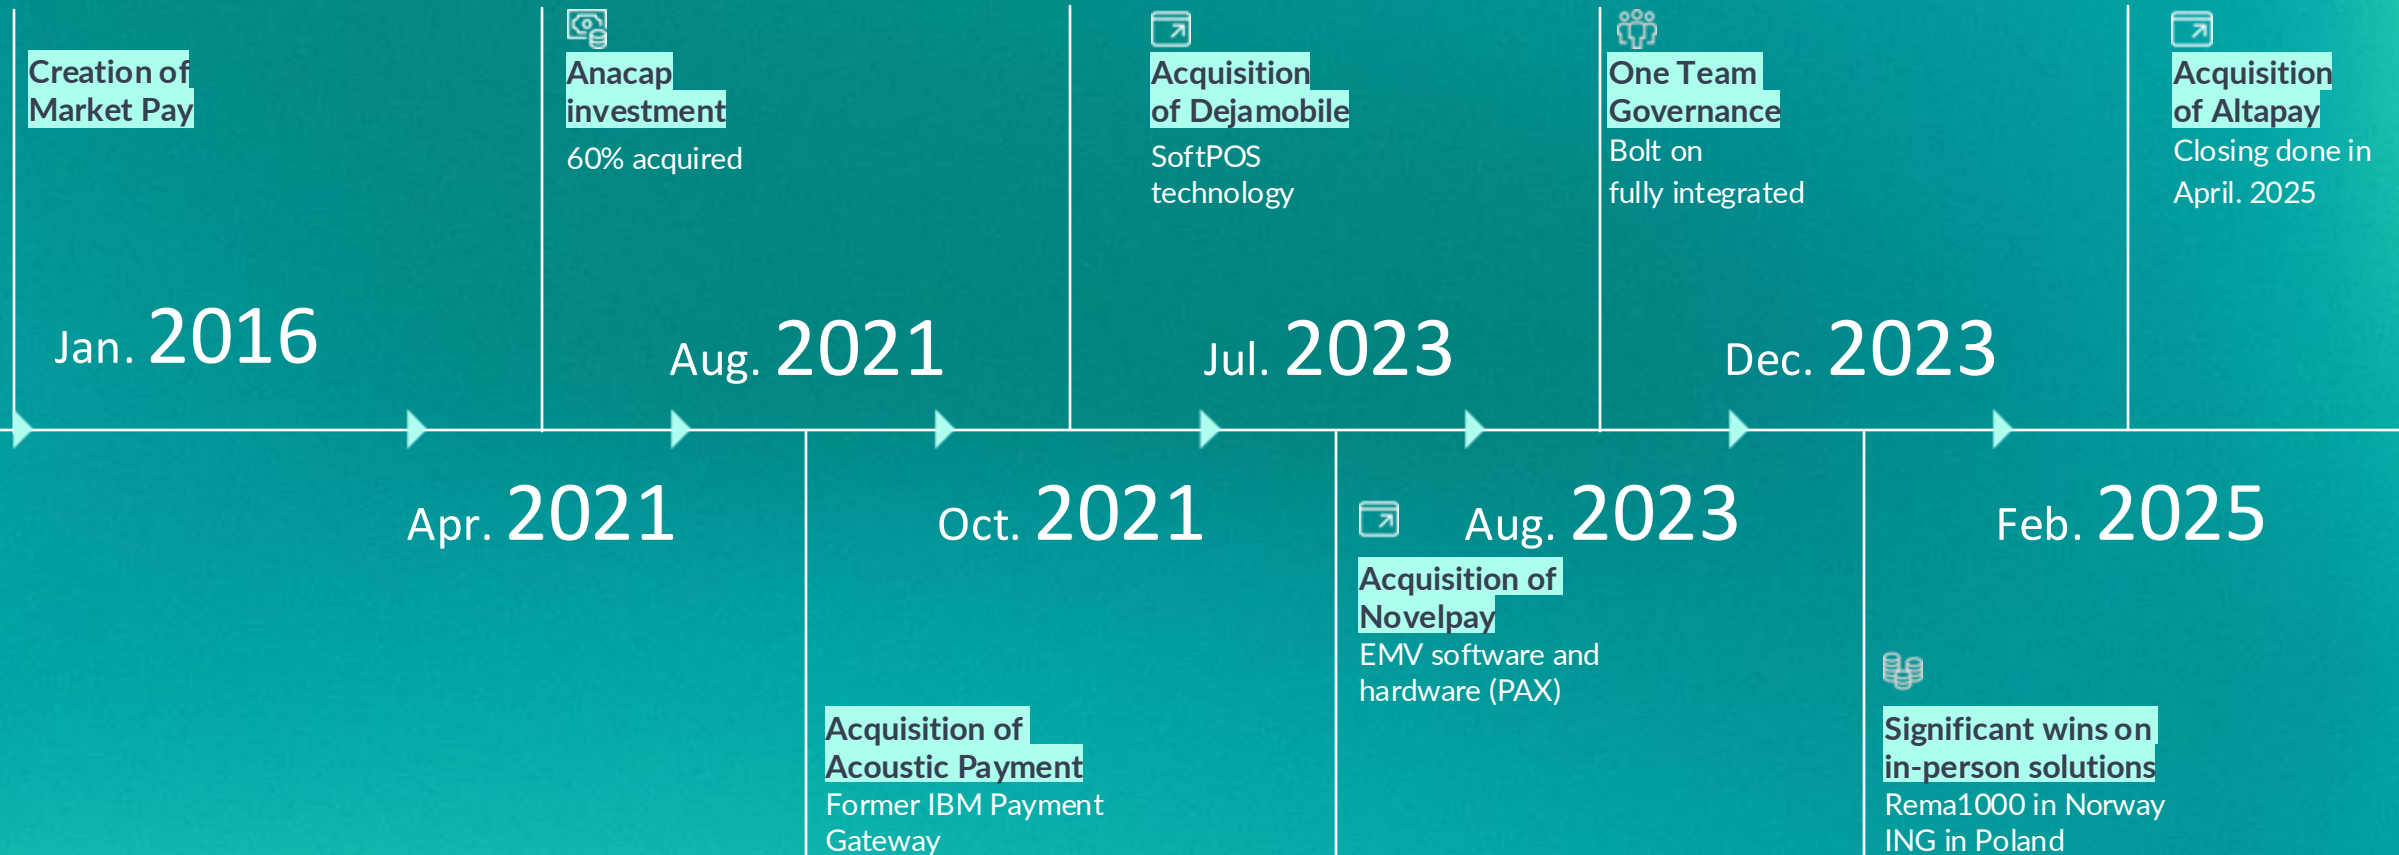 Creation of
Market Pay
Jan. 2016
Apr. 2021
Anacap
investment
60% acquired
Aug. 2021
Acquisition of
Acoustic Payment
Former IBM Payment
Gateway
Oct. 2021
Acquisition
of Dejamobile
SoftPOS
technology
Jul. 2023
Acquisition of
Novelpay
EMV software and
hardware (PAX)
Aug. 2023
One Team
Governance
Bolt on
fully integrated
Dec. 2023
Significant wins on
in-person solutions
Rema1000 in Norway
ING in Poland
Feb. 2025
Acquisition
of Altapay
Closing done in
April. 2025